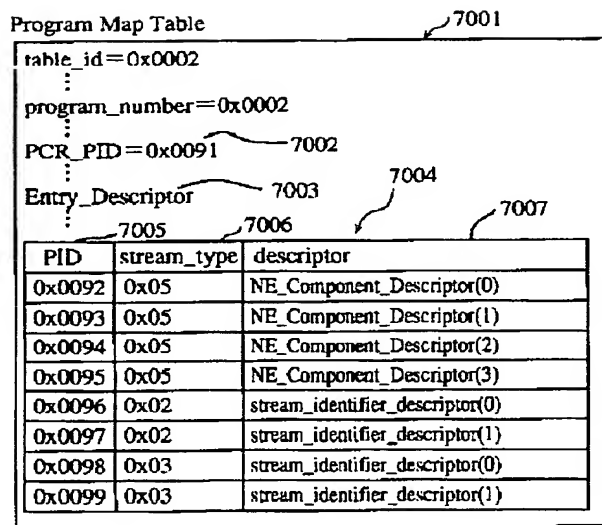 Program Map Table 7001
table_id=0x0002
program_number=0x0002
PCR_PID=0x0091 7002
Entry_Descriptor 7003 7004
7005 7006 7007
PID stream_type descriptor
0x0092 0x05 NE_Component_Descriptor(0)
0x0093 0x05 NE_Component_Descriptor(1)
0x0094 0x05 NE_Component_Descriptor(2)
0x0095 0x05 NE_Component_Descriptor(3)
0x0096 0x02 stream_identifier_descriptor(0)
0x0097 0x02 stream_identifier_descriptor(1)
0x0098 0x03 stream_identifier_descriptor(0)
0x0099 0x03 stream_identifier_descriptor(1)